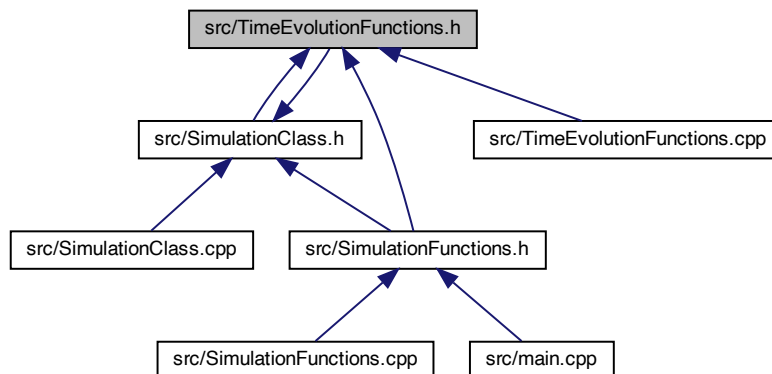 src/TimeEvolutionFunctions.h
src/SimulationClass.h
src/TimeEvolutionFunctions.cpp
src/SimulationClass.cpp
src/SimulationFunctions.h
src/SimulationFunctions.cpp
src/main.cpp